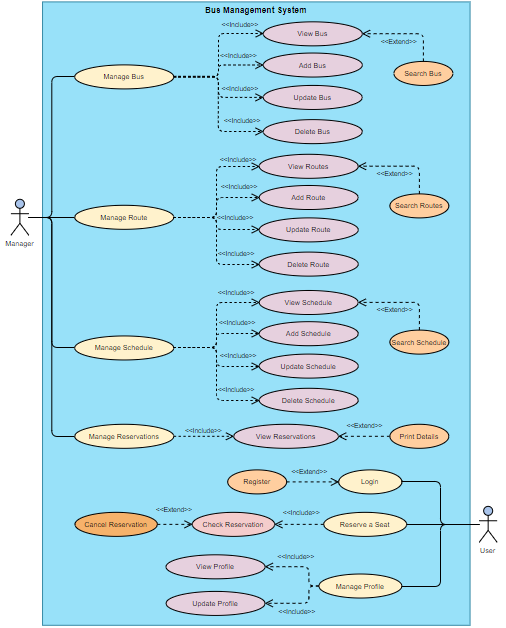 Bus Management System
<<Include>>
View Bus
<<Extend>>
<<Include>>
Add Bus
Search Bus
Manage Bus
<<Include>>
Update Bus
<<Include>>
Delete Bus
<<Include>>
View Routes
<<Extend>>
<<Include>>
Add Route
Search Routes
Manage Route
<<Include>>
Update Route
Manager
<<Include>>
Delete Route
<<Include>>
View Schedule
<<Extend>>
<<Include>>
Add Schedule
Search Schedule
Manage Schedule
<<Include>>
Update Schedule
<<Include>>
Delete Schedule
Manage Reservations
<<Include>>
View Reservations
<<Extend>>
Print Details
Register
<<Extend>>
Login
Cancel Reservation
<<Extend>>
Check Reservation
<<Include>>
Reserve a Seat
User
View Profile
<<Include>>
Manage Profile
Update Profile
<<Include>>